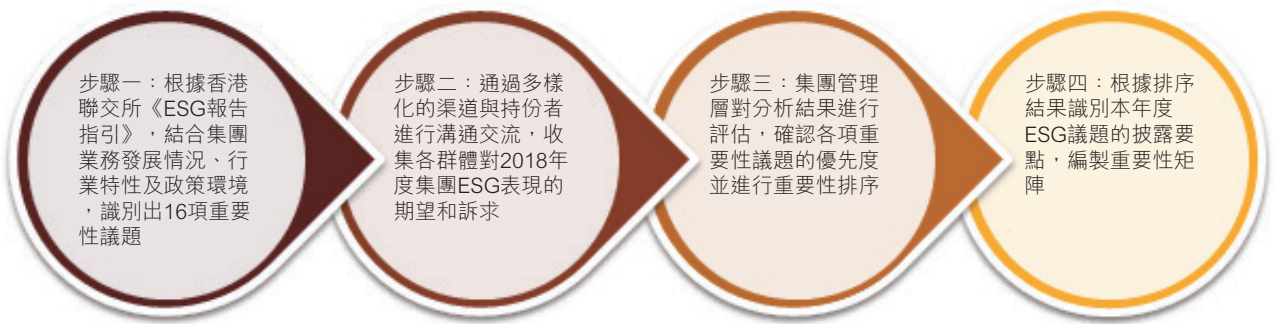 步驟一：根據香港
聯交所《ESG報告
指引》，結合集團
業務發展情況、行
業特性及政策環境
，識別出16項重要
性議題
步驟二：通過多樣
化的渠道與持份者
進行溝通交流，收
集各群體對2018年
度集團ESG表現的
期望和訴求
步驟三：集團管理
層對分析結果進行
評估，確認各項重
要性議題的優先度
並進行重要性排序
步驟四：根據排序
結果識別本年度
ESG議題的披露要
點，編製重要性矩
陣